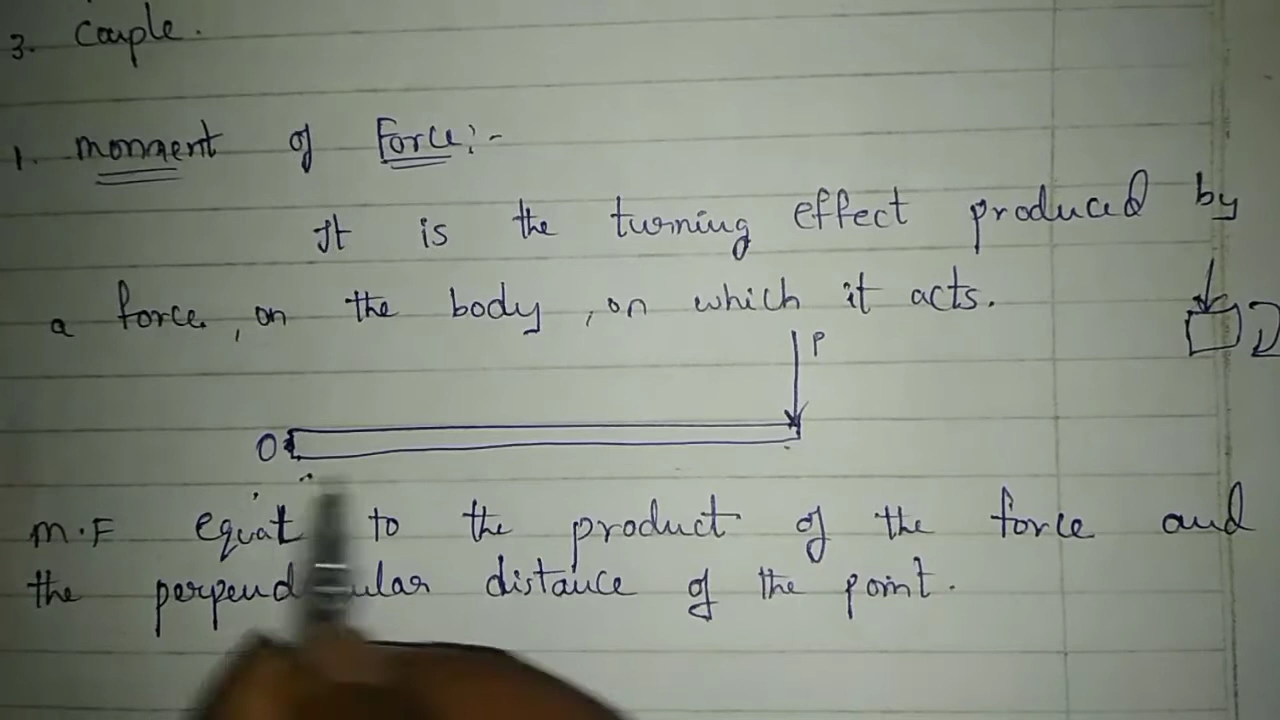 3. Couple.
1. moment of Force:-
It is the turning effect produced by
a force, on the body, on which it acts.
P
O
M.F equal to the product of the force and
the perpendicular distance of the point.